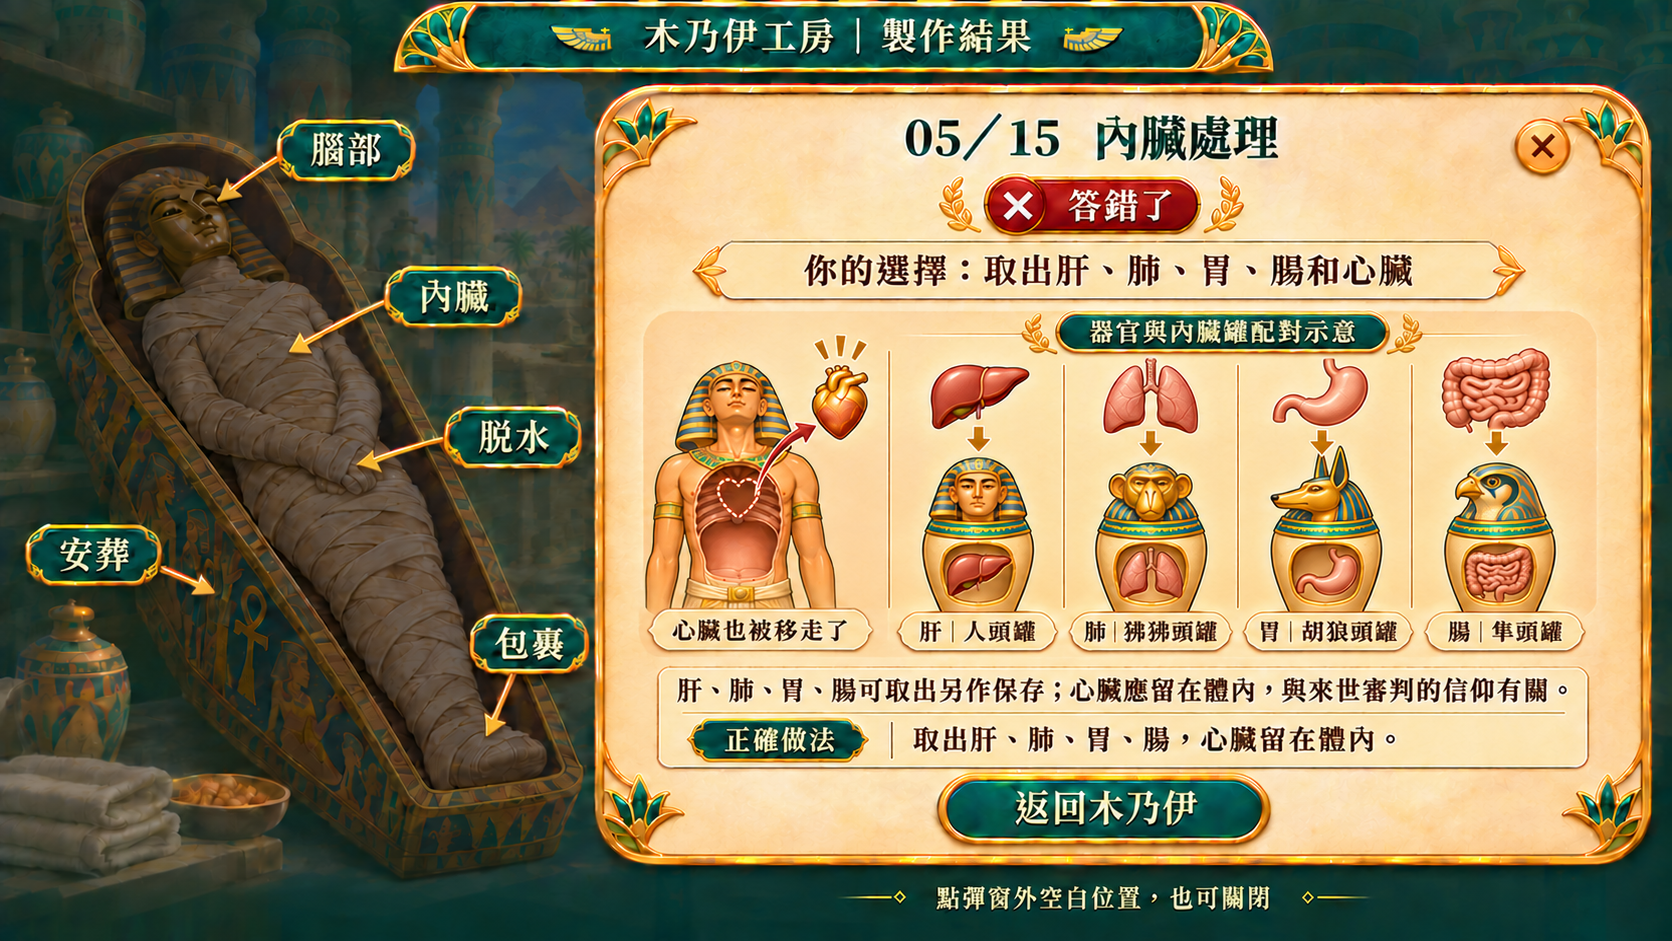 木乃伊工房｜製作結果
腦部
內臟
脱水
安葬
包裹
05／15 內臟處理
答錯了
你的選擇：取出肝、肺、胃、腸和心臟
器官與內臟罐配對示意
心臟也被移走了
肝｜人頭罐
肺｜狒狒頭罐
胃｜胡狼頭罐
腸｜隼頭罐
肝、肺、胃、腸可取出另作保存；心臟應留在體內，與來世審判的信仰有關。
正確做法｜取出肝、肺、胃、腸，心臟留在體內。
返回木乃伊
點彈窗外空白位置，也可關閉